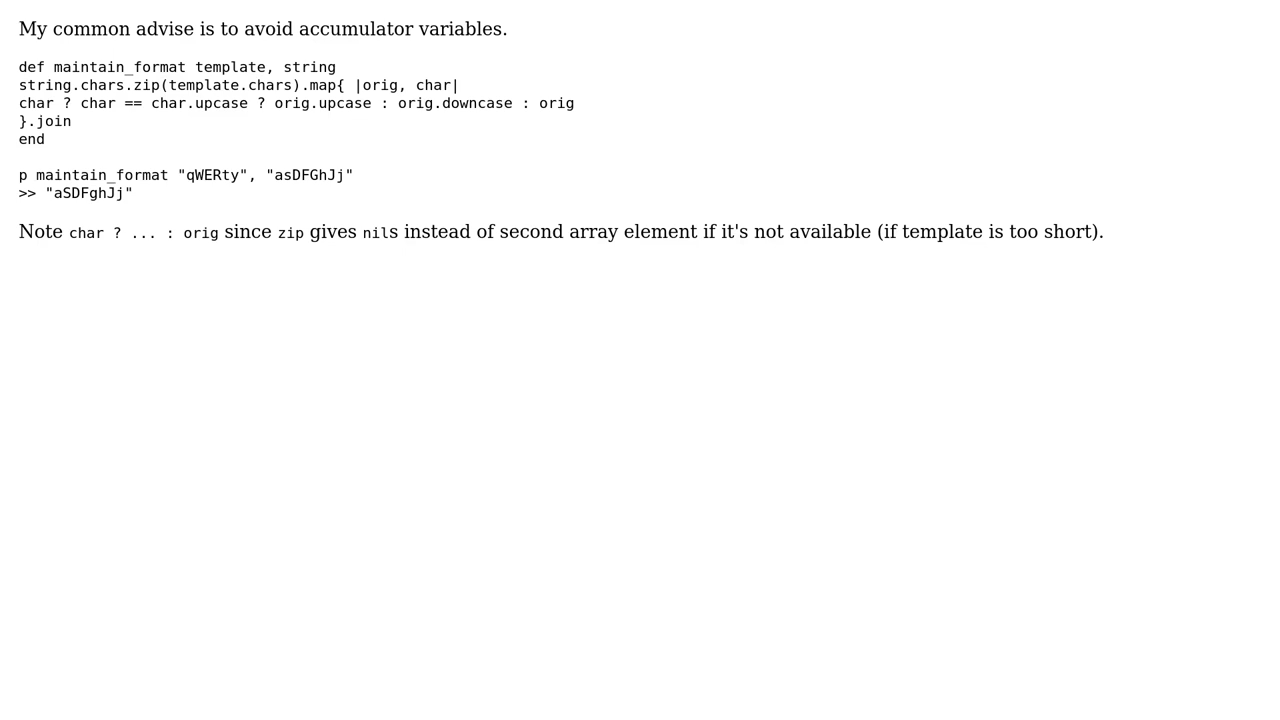 My common advise is to avoid accumulator variables.
def maintain_format template, string
string.chars.zip(template.chars).map{ |orig, char|
char ? char == char.upcase ? orig.upcase : orig.downcase : orig
}.join
end
p maintain_format "qWERty", "asDFGhJj"
>> "aSDFghJj"
Note char ? ... : orig since zip gives nils instead of second array element if it's not available (if template is too short).